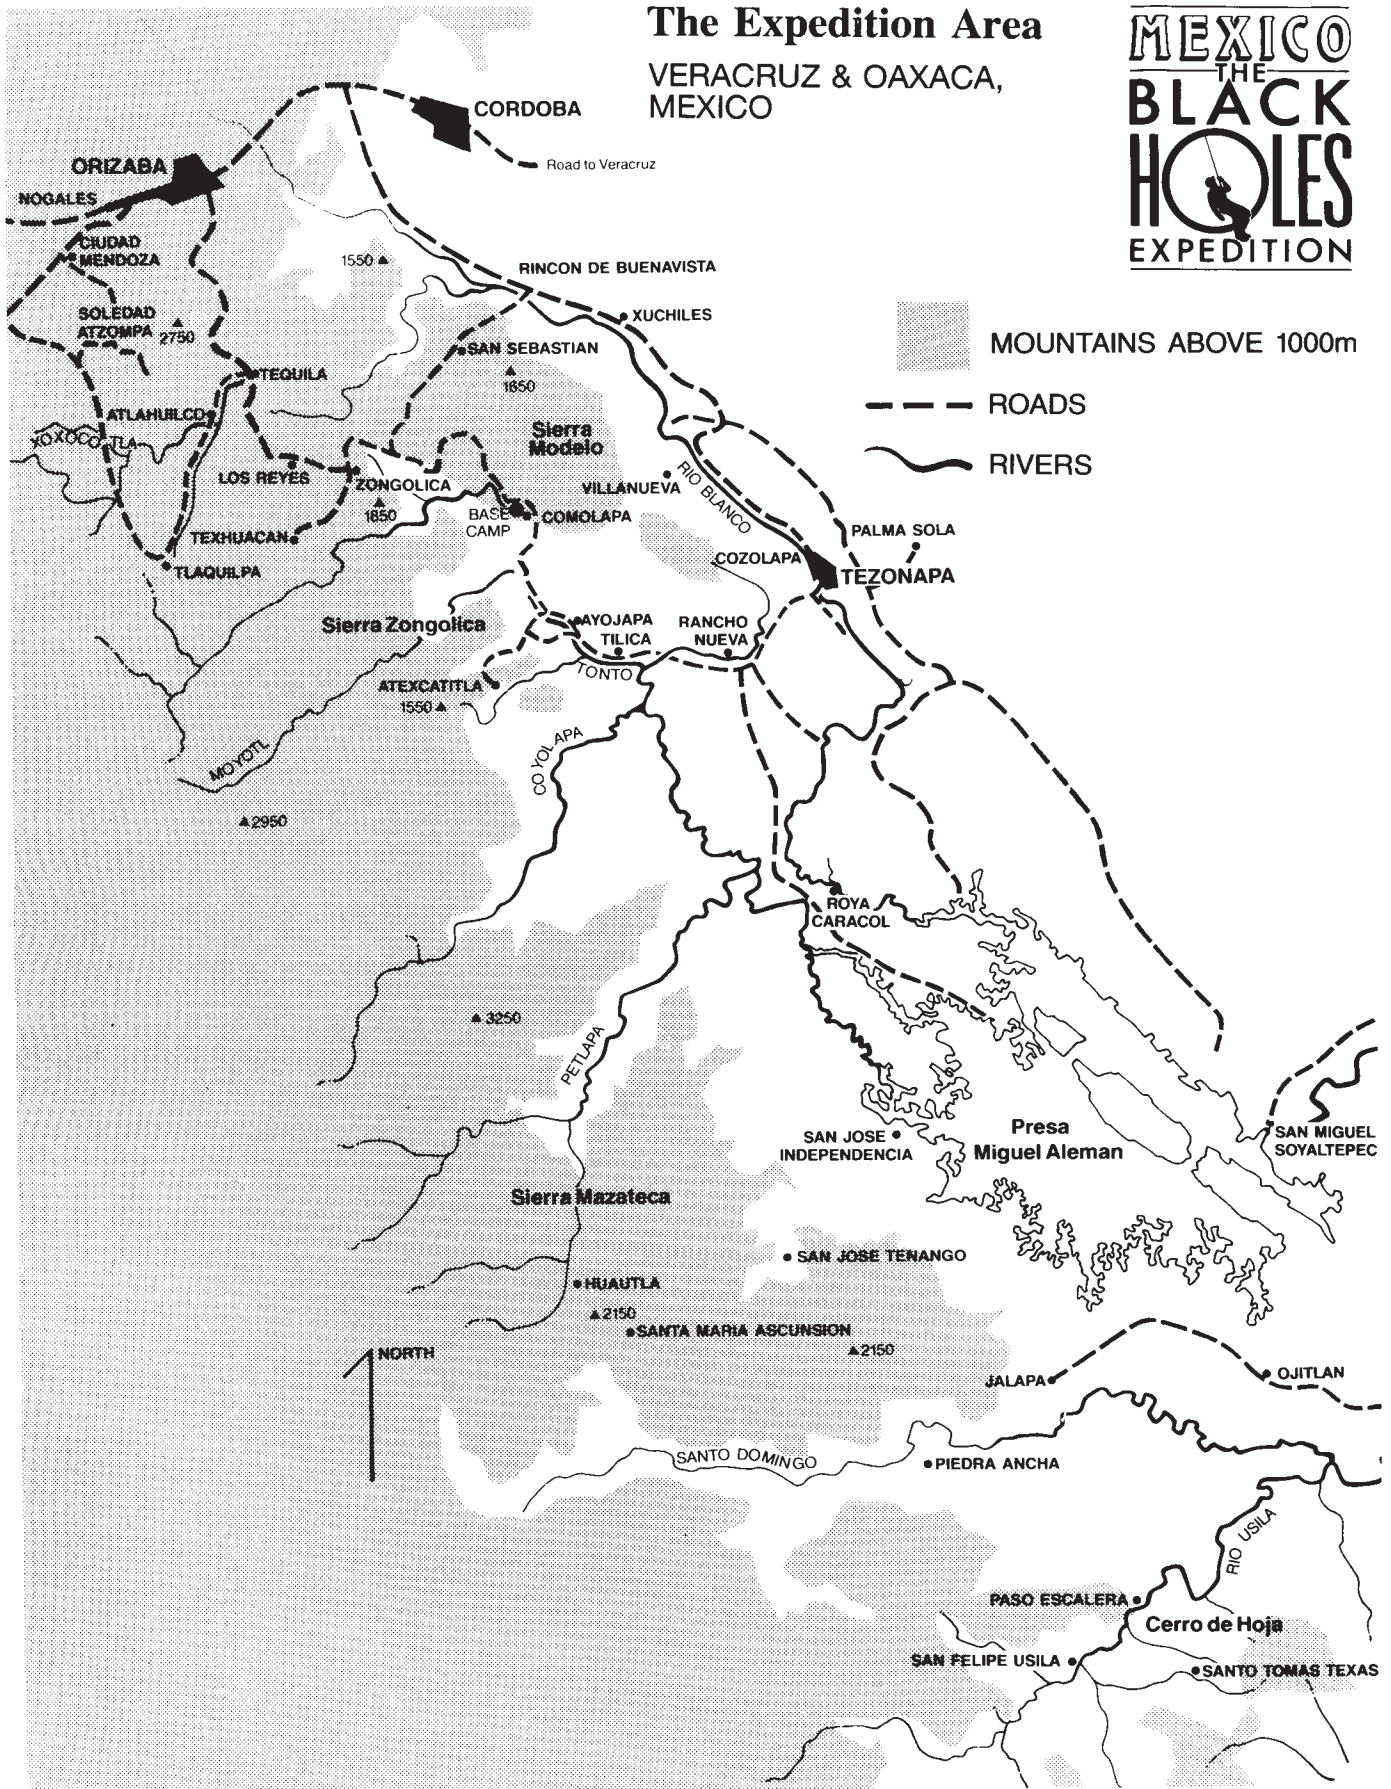 The Expedition Area
VERACRUZ & OAXACA,
MEXICO
MEXICO
THE
BLACK
HOLES
EXPEDITION
CORDOBA
Road to Veracruz
ORIZABA
NOGALES
CIUDAD
MENDOZA
1550
RINCON DE BUENAVISTA
SOLEDAD
ATZOMPA
2750
XUCHILES
MOUNTAINS ABOVE 1000m
SAN SEBASTIAN
1650
TEQUILA
ROADS
ATLAHUILCO
XOXOCOTLA
Sierra
Modelo
RIVERS
LOS REYES
ZONGOLICA
VILLANUEVA
RIO BLANCO
1850
BASE
CAMP
COMOLAPA
TEXHUACAN
PALMA SOLA
COZOLAPA
TEZONAPA
TLAQUILPA
Sierra Zongolica
AYOJAPA
TILICA
RANCHO
NUEVA
TONTO
ATEXCATITLA
1550
MOYOTL
COYOLAPA
2950
ROYA
CARACOL
3250
PETLAPA
SAN JOSE
INDEPENDENCIA
Presa
Miguel Aleman
SAN MIGUEL
SOYALTEPEC
Sierra Mazateca
SAN JOSE TENANGO
HUAUTLA
2150
SANTA MARIA ASCUNSION
2150
NORTH
JALAPA
OJITLAN
SANTO DOMINGO
PIEDRA ANCHA
RIO USILA
PASO ESCALERA
Cerro de Hoja
SAN FELIPE USILA
SANTO TOMAS TEXAS